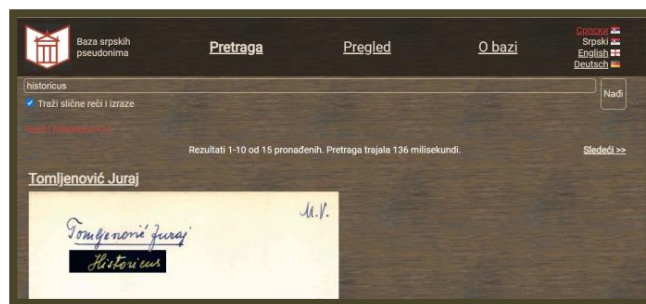 Baza srpskih
pseudonima
Pretraga
Pregled
O bazi
Српски
Srpski
English
Deutsch
historicus
Nađi
Traži slične reči i izraze
Rezultati 1-10 od 15 pronađenih. Pretraga trajala 136 milisekundi.
Sledeći >>
Tomljenović Juraj
M.V.
Tomljenović Juraj
Historicus